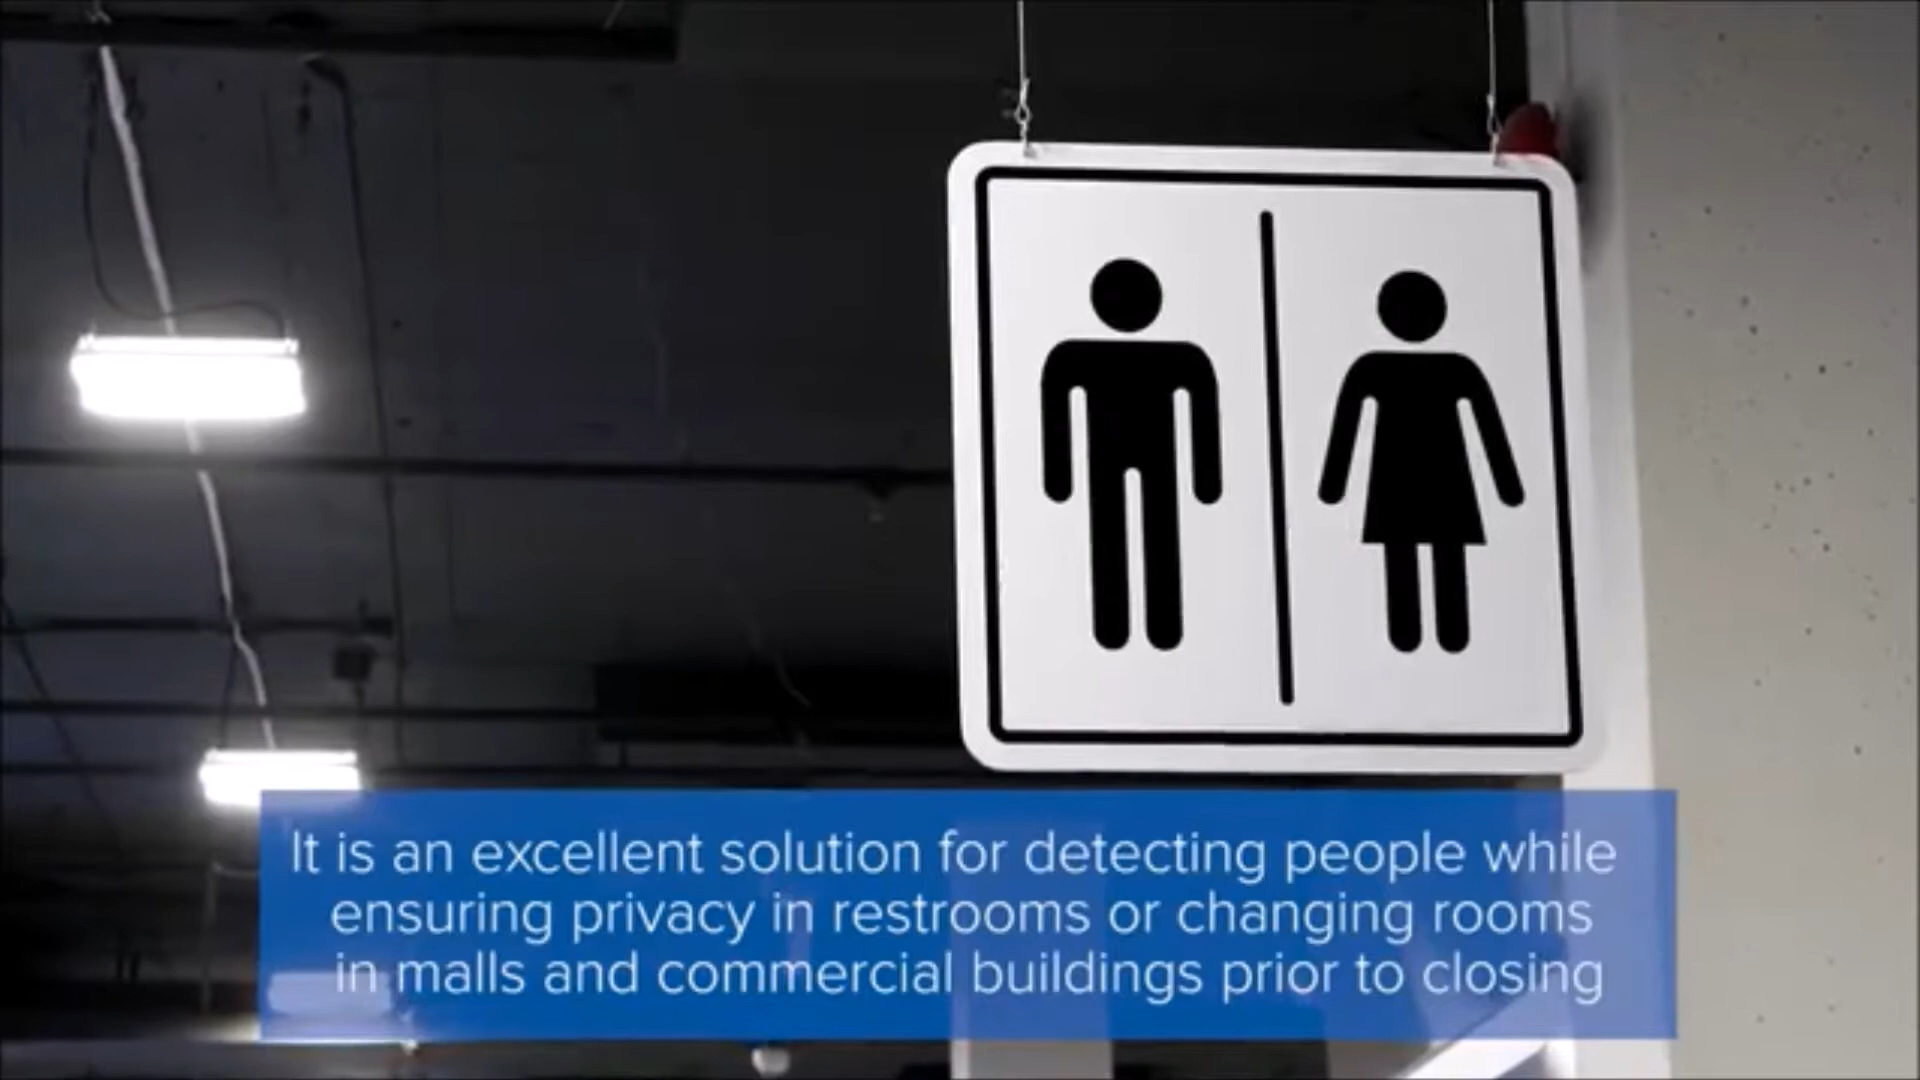 It is an excellent solution for detecting people while
ensuring privacy in restrooms or changing rooms
in malls and commercial buildings prior to closing